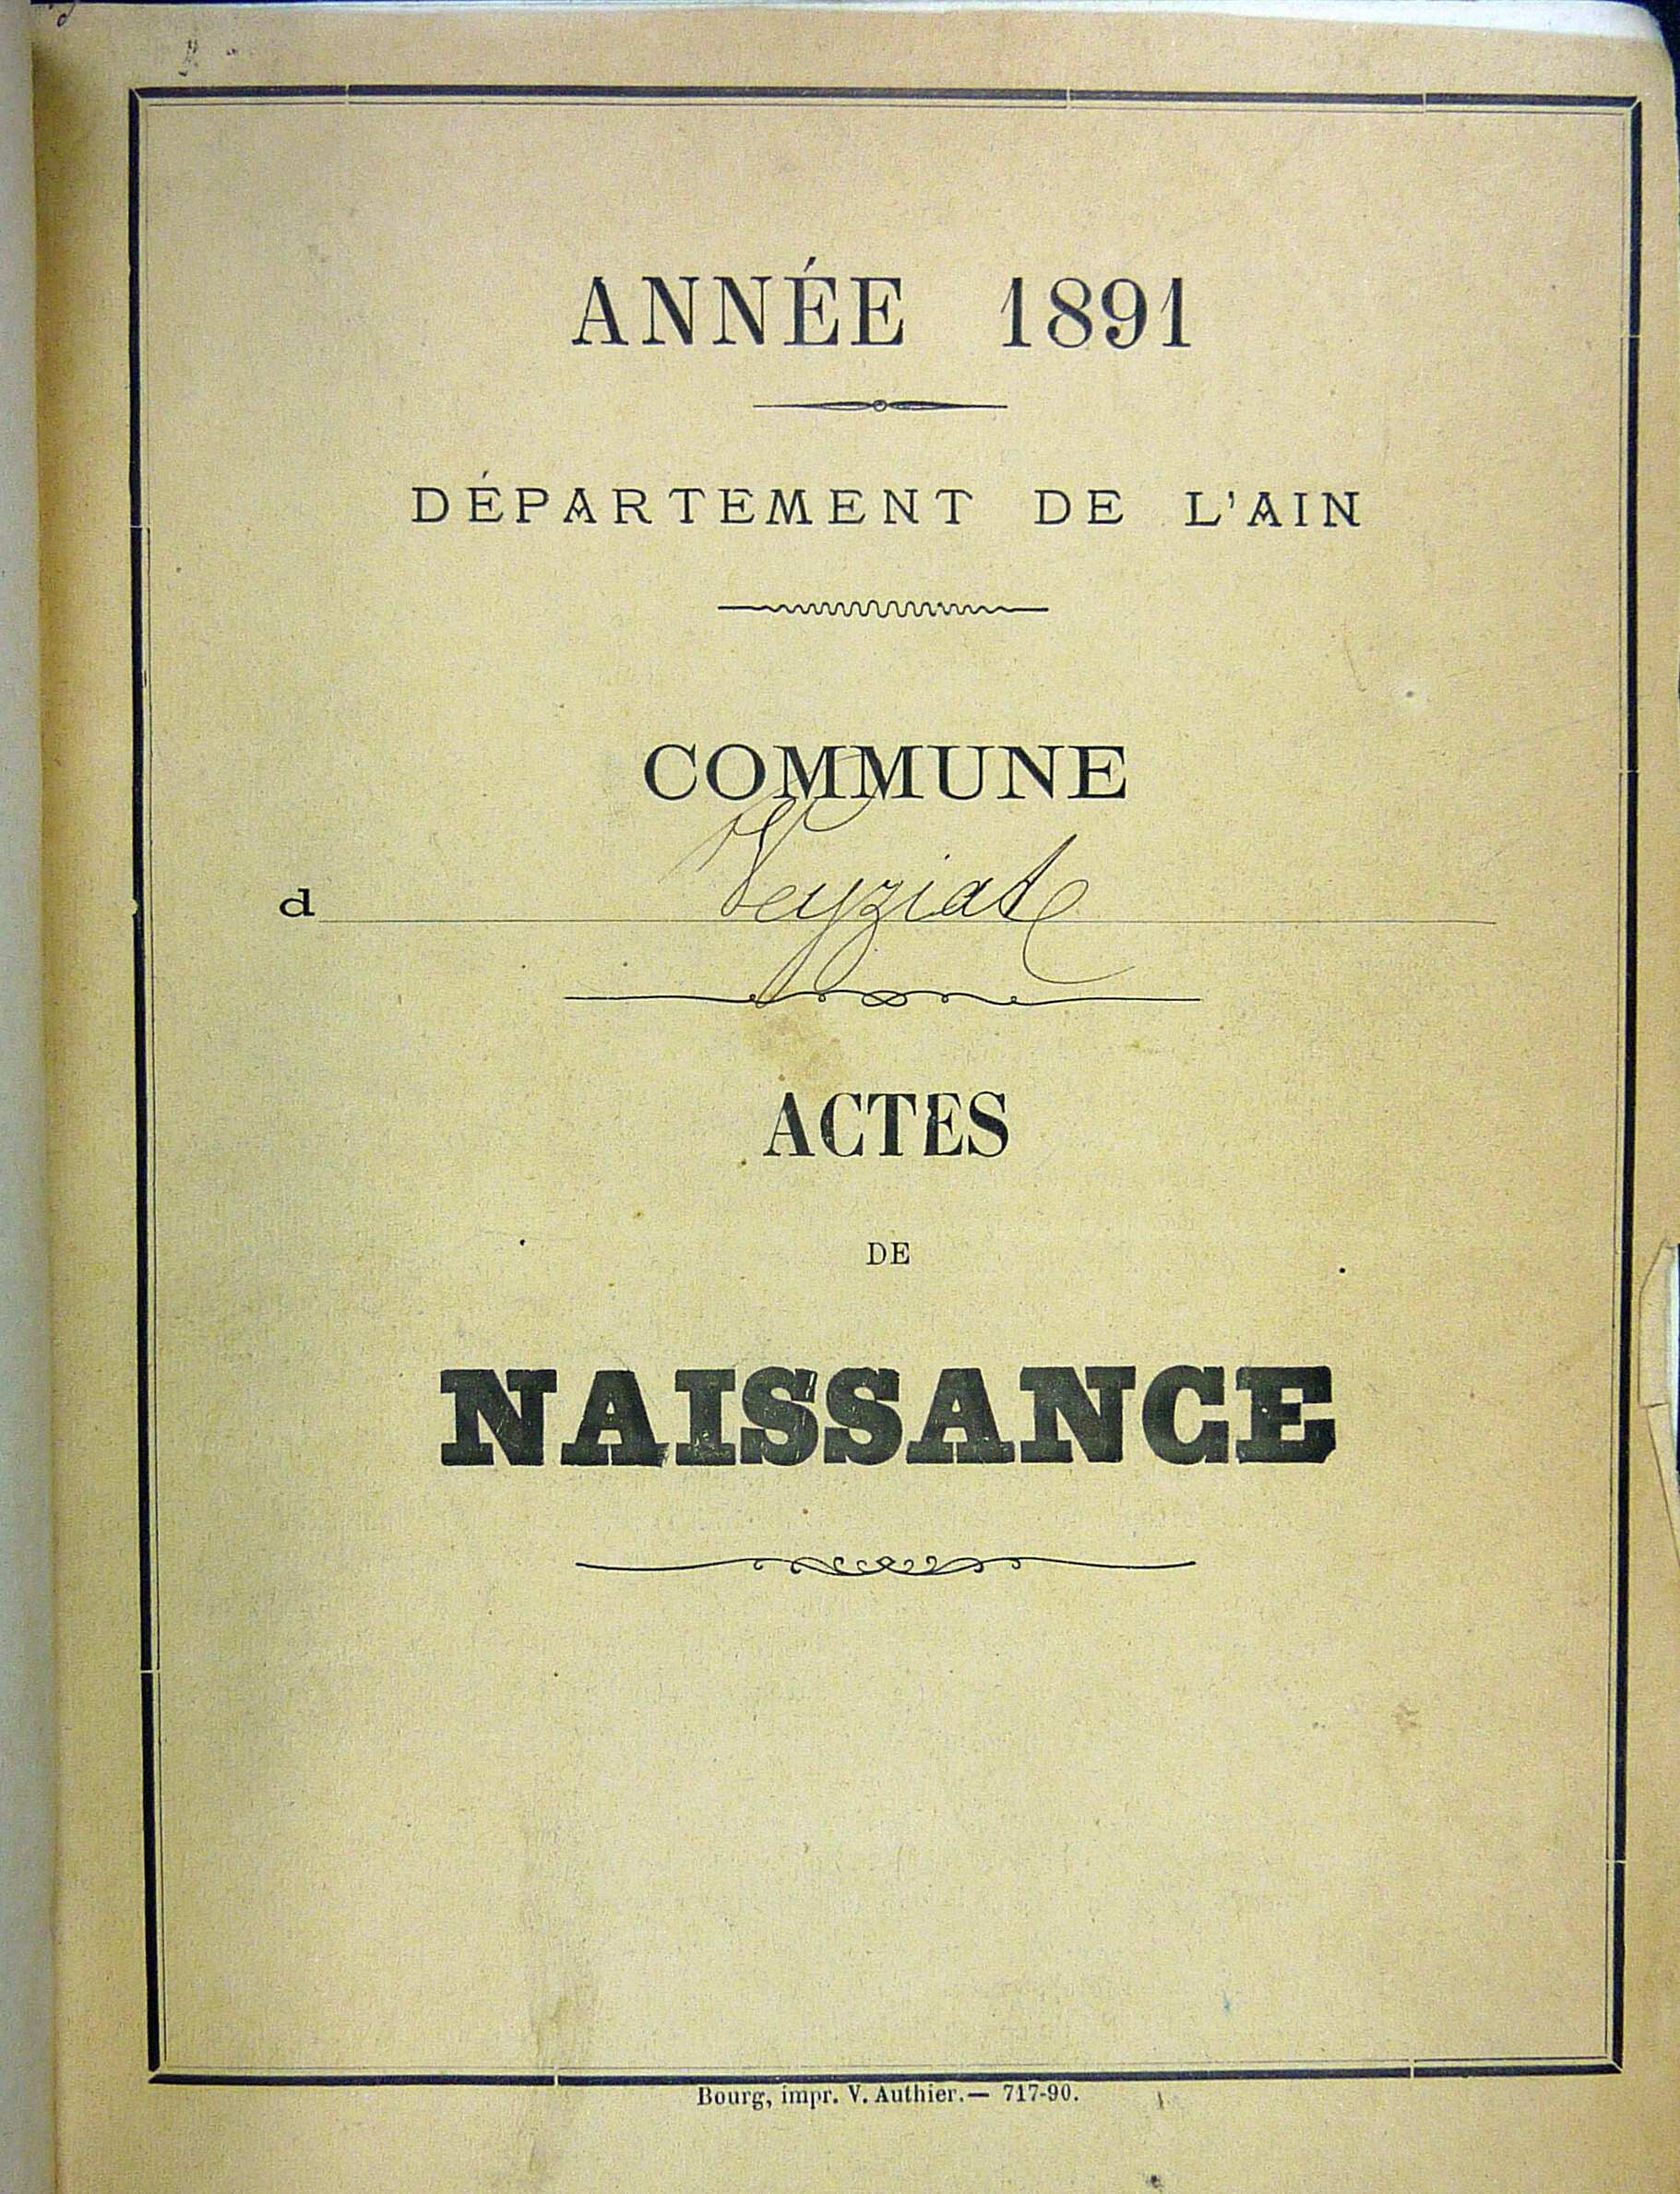 ANNÉE 1891
DÉPARTEMENT DE L'AIN
COMMUNE
d Veyziat
ACTES
DE
NAISSANCE
Bourg, impr. V. Authier.— 717-90.